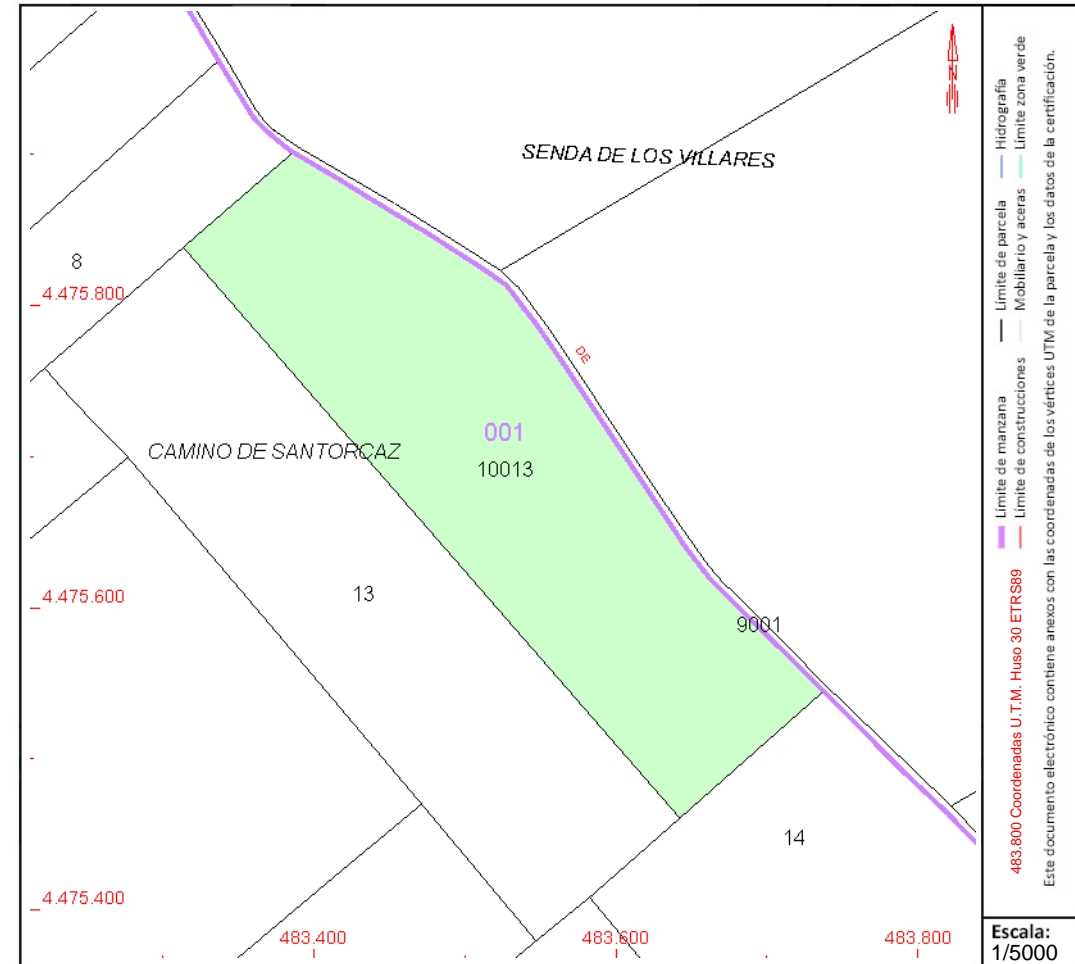 SENDA DE LOS VILLARES
8
4.475.800
DE
001
CAMINO DE SANTORCAZ
10013
13
4.475.600
9001
14
4.475.400
483.400
483.600
483.800
N
Límite de manzana
Límite de parcela
Hidrografía
483.800 Coordenadas U.T.M. Huso 30 ETRS89
Límite de construcciones
Mobiliario y aceras
Límite zona verde
Este documento electrónico contiene anexos con las coordenadas de los vértices UTM de la parcela y los datos de la certificación.
Escala:
1/5000